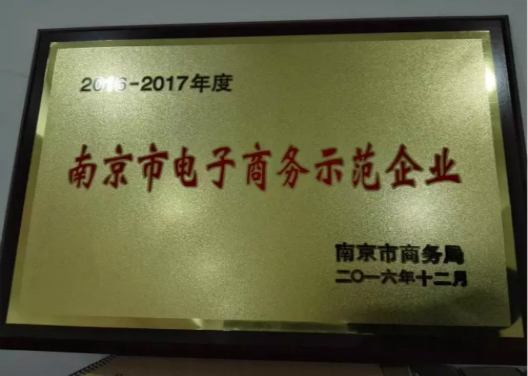 2016-2017年度
南京市电子商务示范企业
南京市商务局
二〇一六年十二月